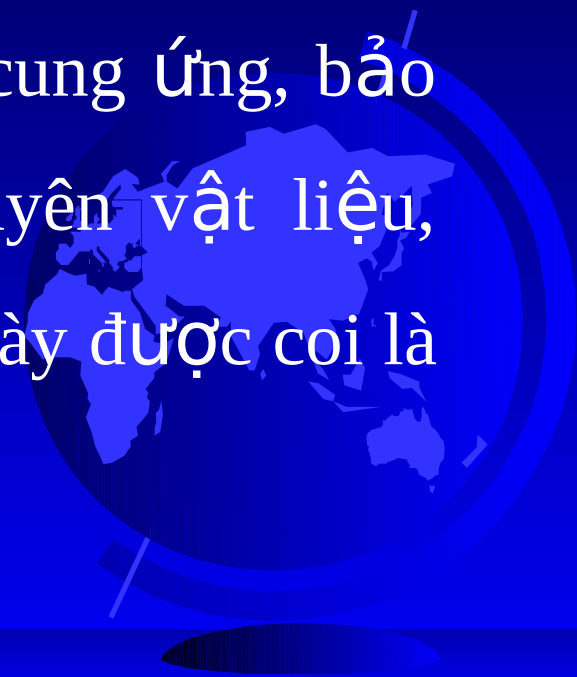 cung ứng, bảo
yên vật liệu,
ày được coi là